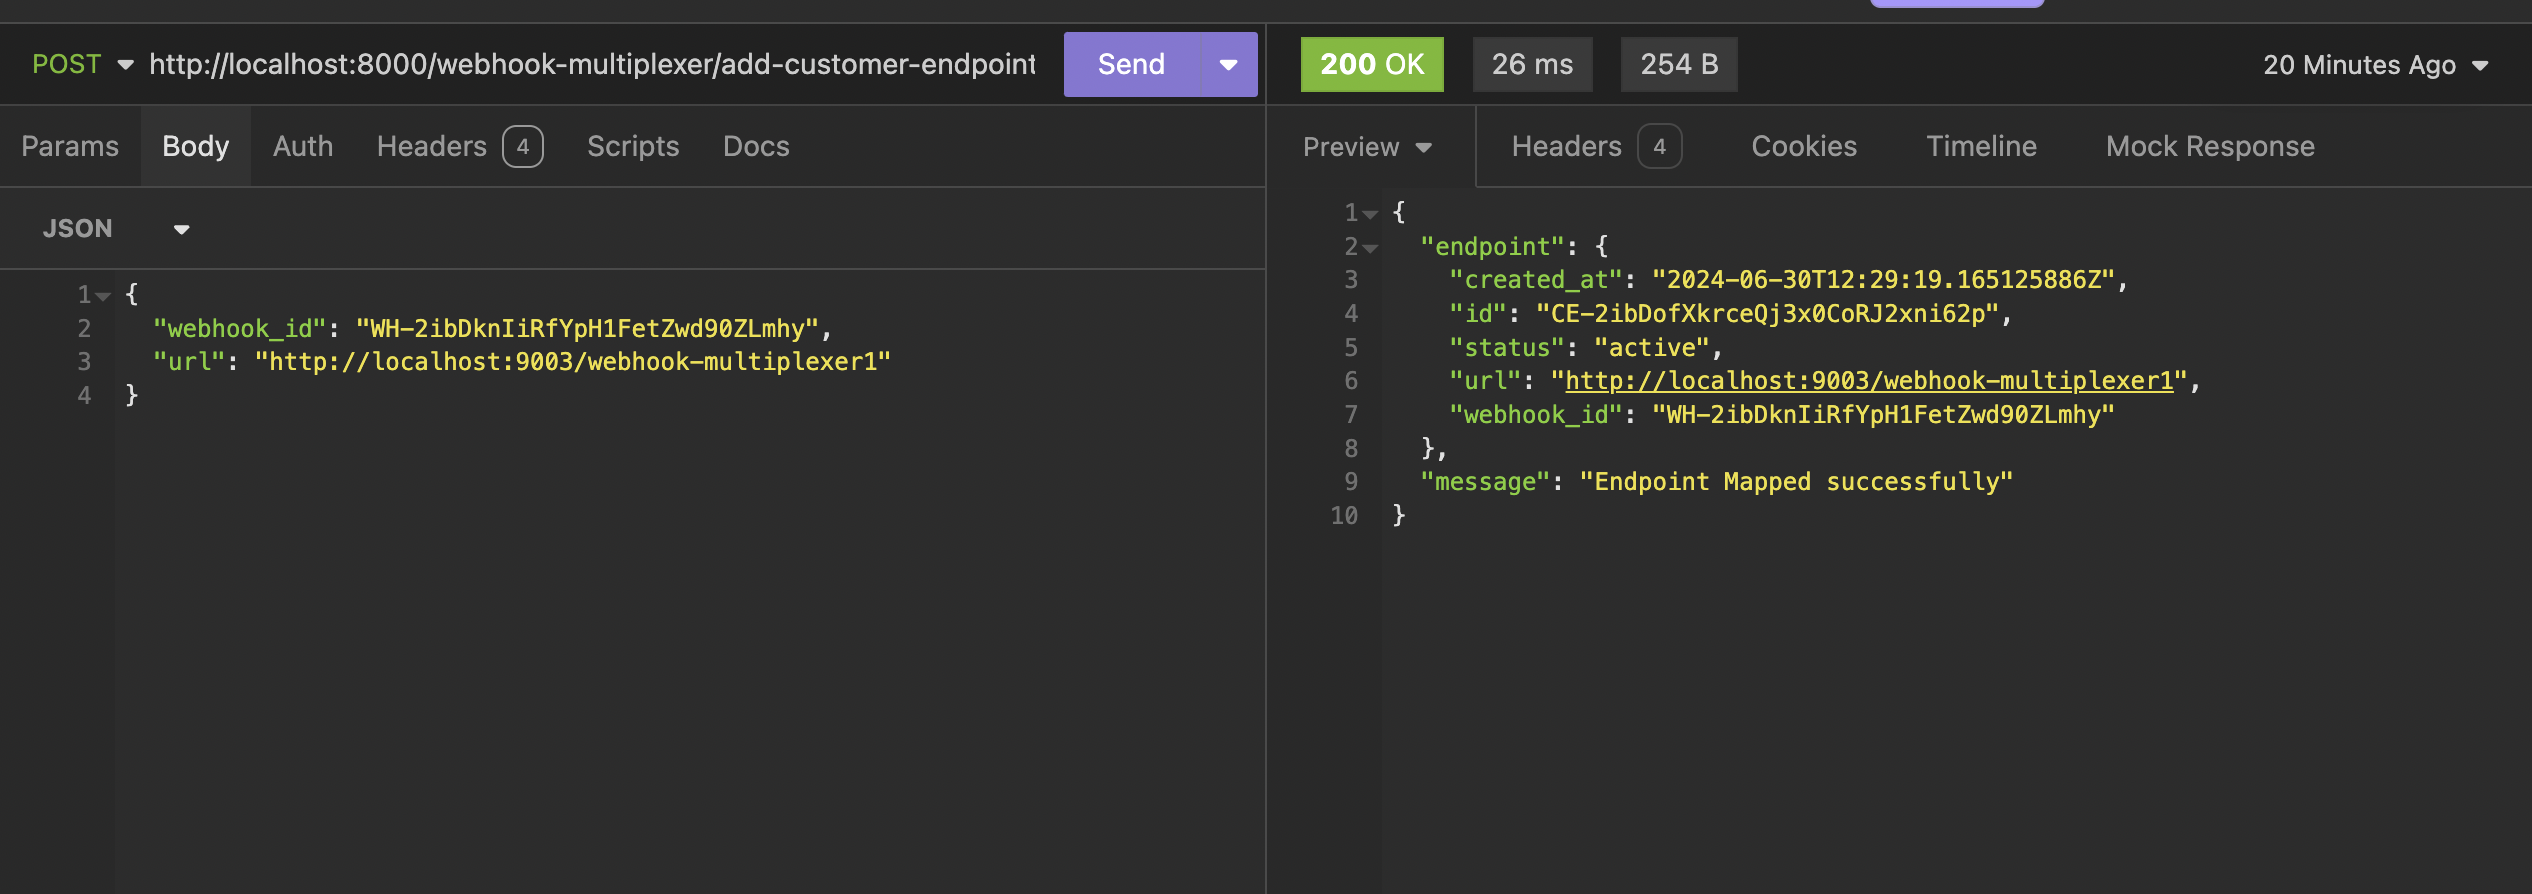 POST http://localhost:8000/webhook-multiplexer/add-customer-endpoint Send
Params Body Auth Headers 4 Scripts Docs
JSON
1 {
2 "webhook_id": "WH-2ibDknIiRfYpH1FetZwd90ZLmhy",
3 "url": "http://localhost:9003/webhook-multiplexer1"
4 }
200 OK 26 ms 254 B 20 Minutes Ago
Preview Headers 4 Cookies Timeline Mock Response
1 {
2 "endpoint": {
3 "created_at": "2024-06-30T12:29:19.165125886Z",
4 "id": "CE-2ibDofXkrceQj3x0CoRJ2xni62p",
5 "status": "active",
6 "url": "http://localhost:9003/webhook-multiplexer1",
7 "webhook_id": "WH-2ibDknIiRfYpH1FetZwd90ZLmhy"
8 },
9 "message": "Endpoint Mapped successfully"
10 }